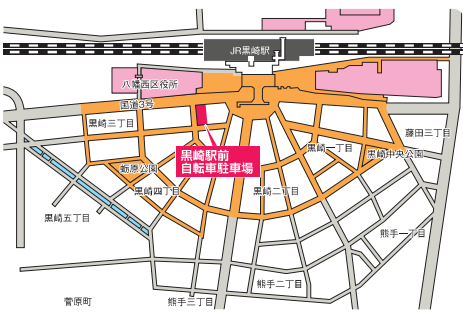 JR黒崎駅
八幡西区役所
国道3号
黒崎三丁目
藤田三丁目
黒崎駅前
自転車駐車場
黒崎一丁目
黒崎中央公園
蛎原公園
黒崎四丁目
黒崎二丁目
黒崎五丁目
熊手一丁目
熊手二丁目
菅原町
熊手三丁目